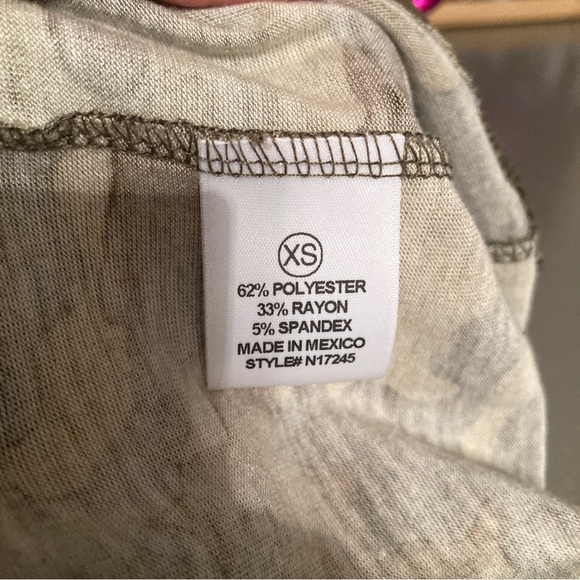 XS
62% POLYESTER
33% RAYON
5% SPANDEX
MADE IN MEXICO
STYLE# N17245